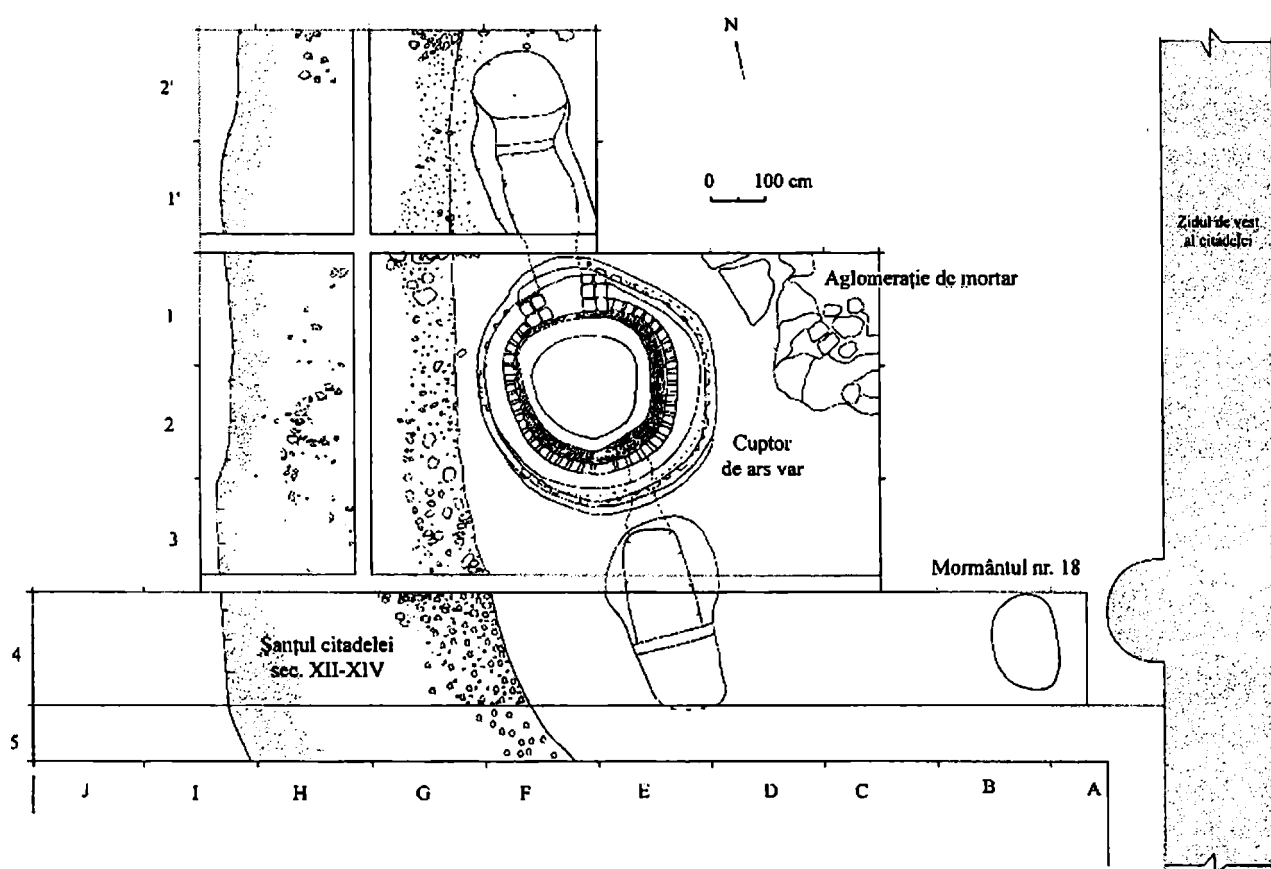 N
2'
0 100 cm
1'
Zidul de vest
al citadelei
Aglomerație de mortar
1
2
Cuptor
de ars var
3
Mormântul nr. 18
4
Șanțul citadelei
sec. XII-XIV
5
J I H G F E D C B A